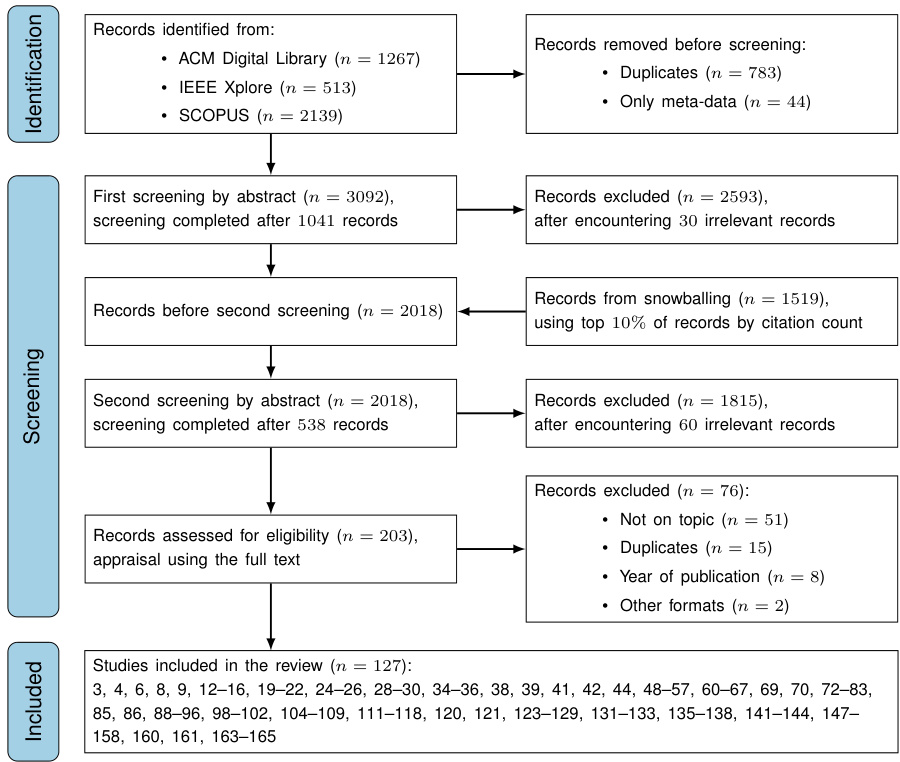 Identification
Records identified from:
• ACM Digital Library (n = 1267)
• IEEE Xplore (n = 513)
• SCOPUS (n = 2139)
Records removed before screening:
• Duplicates (n = 783)
• Only meta-data (n = 44)
Screening
First screening by abstract (n = 3092),
screening completed after 1041 records
Records excluded (n = 2593),
after encountering 30 irrelevant records
Records before second screening (n = 2018)
Records from snowballing (n = 1519),
using top 10% of records by citation count
Second screening by abstract (n = 2018),
screening completed after 538 records
Records excluded (n = 1815),
after encountering 60 irrelevant records
Records assessed for eligibility (n = 203),
appraisal using the full text
Records excluded (n = 76):
• Not on topic (n = 51)
• Duplicates (n = 15)
• Year of publication (n = 8)
• Other formats (n = 2)
Included
Studies included in the review (n = 127):
3, 4, 6, 8, 9, 12–16, 19–22, 24–26, 28–30, 34–36, 38, 39, 41, 42, 44, 48–57, 60–67, 69, 70, 72–83,
85, 86, 88–96, 98–102, 104–109, 111–118, 120, 121, 123–129, 131–133, 135–138, 141–144, 147–
158, 160, 161, 163–165